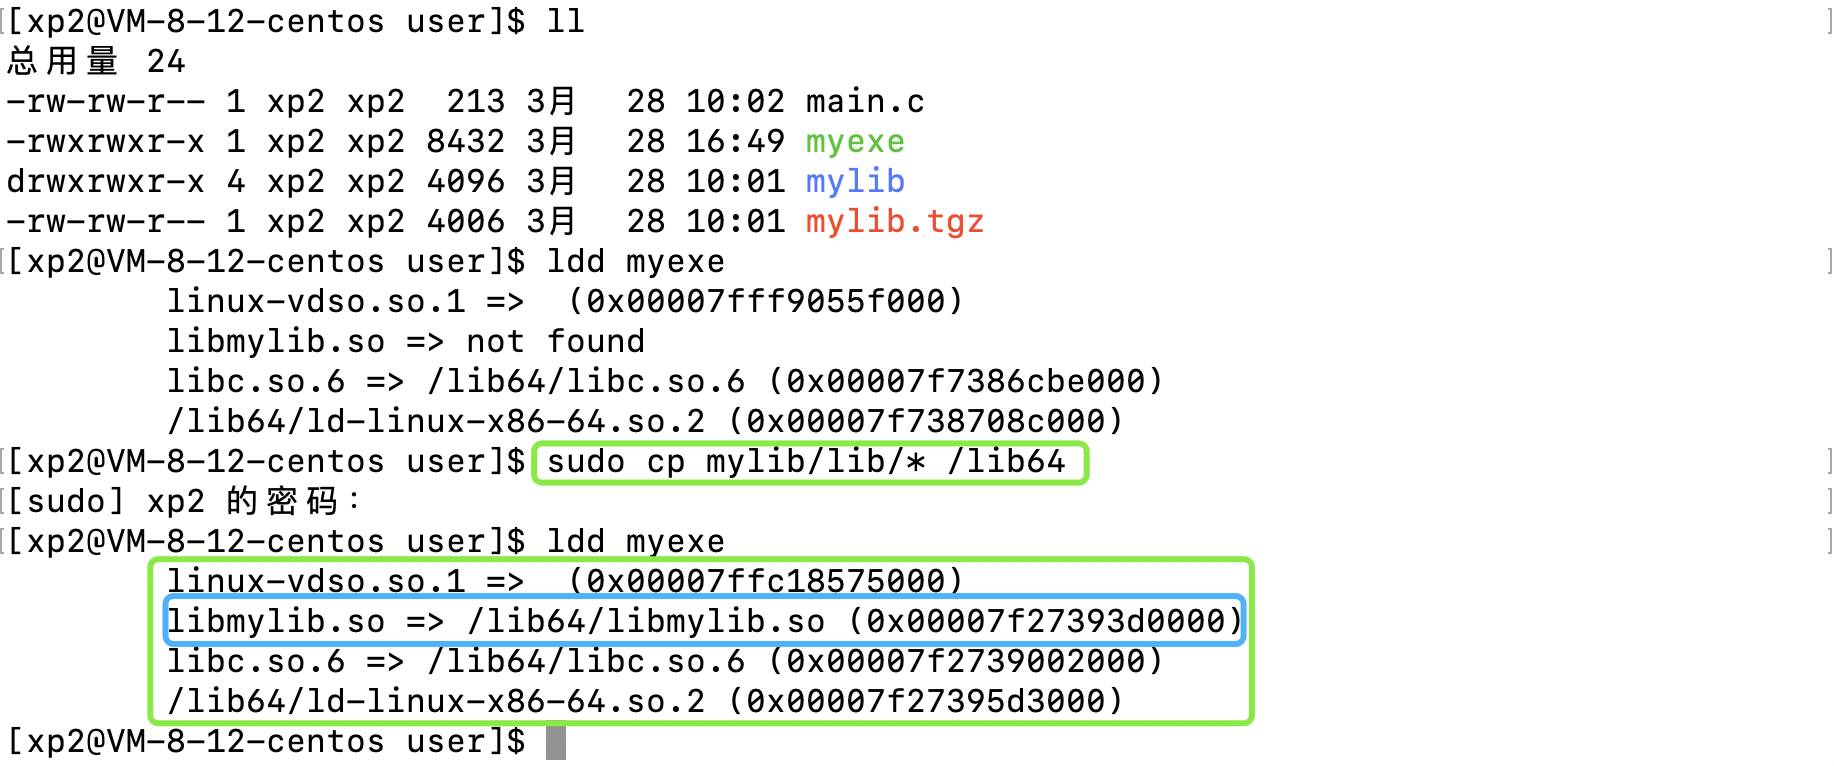 [xp2@VM-8-12-centos user]$ ll
总用量 24
-rw-rw-r-- 1 xp2 xp2  213 3月  28 10:02 main.c
-rwxrwxr-x 1 xp2 xp2 8432 3月  28 16:49 myexe
drwxrwxr-x 4 xp2 xp2 4096 3月  28 10:01 mylib
-rw-rw-r-- 1 xp2 xp2 4006 3月  28 10:01 mylib.tgz
[xp2@VM-8-12-centos user]$ ldd myexe
linux-vdso.so.1 =>  (0x00007fff9055f000)
libmylib.so => not found
libc.so.6 => /lib64/libc.so.6 (0x00007f7386cbe000)
/lib64/ld-linux-x86-64.so.2 (0x00007f738708c000)
[xp2@VM-8-12-centos user]$ sudo cp mylib/lib/* /lib64
[sudo] xp2 的密码：
[xp2@VM-8-12-centos user]$ ldd myexe
linux-vdso.so.1 =>  (0x00007ffc18575000)
libmylib.so => /lib64/libmylib.so (0x00007f27393d0000)
libc.so.6 => /lib64/libc.so.6 (0x00007f2739002000)
/lib64/ld-linux-x86-64.so.2 (0x00007f27395d3000)
[xp2@VM-8-12-centos user]$